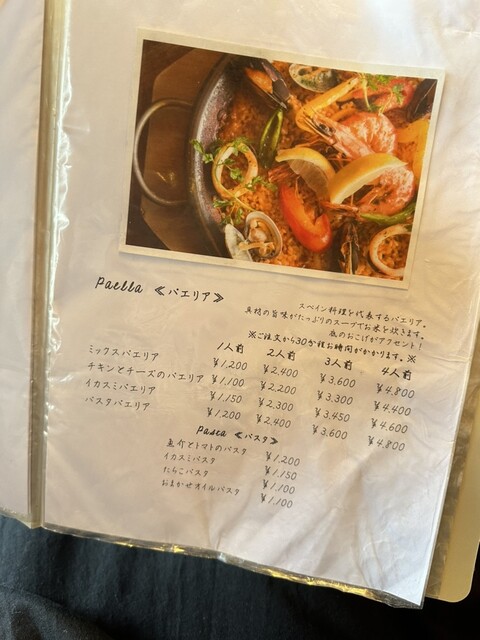 Paella ≪パエリア≫
スペイン料理を代表するパエリア。
具材の旨味がたっぷりのスープでお米を炊きます。
底のおこげがアクセント!
※ご注文から30分程お時間がかかります。※
1人前 2人前 3人前 4人前
ミックスパエリア ¥1,200 ¥2,400 ¥3,600 ¥4,800
チキンとチーズのパエリア ¥1,100 ¥2,200 ¥3,300 ¥4,400
イカスミパエリア ¥1,150 ¥2,300 ¥3,450 ¥4,600
パスタパエリア ¥1,200 ¥2,400 ¥3,600 ¥4,800
Pasta ≪パスタ≫
魚介とトマトのパスタ ¥1,200
イカスミパスタ ¥1,150
たらこパスタ ¥1,100
おまかせオイルパスタ ¥1,100